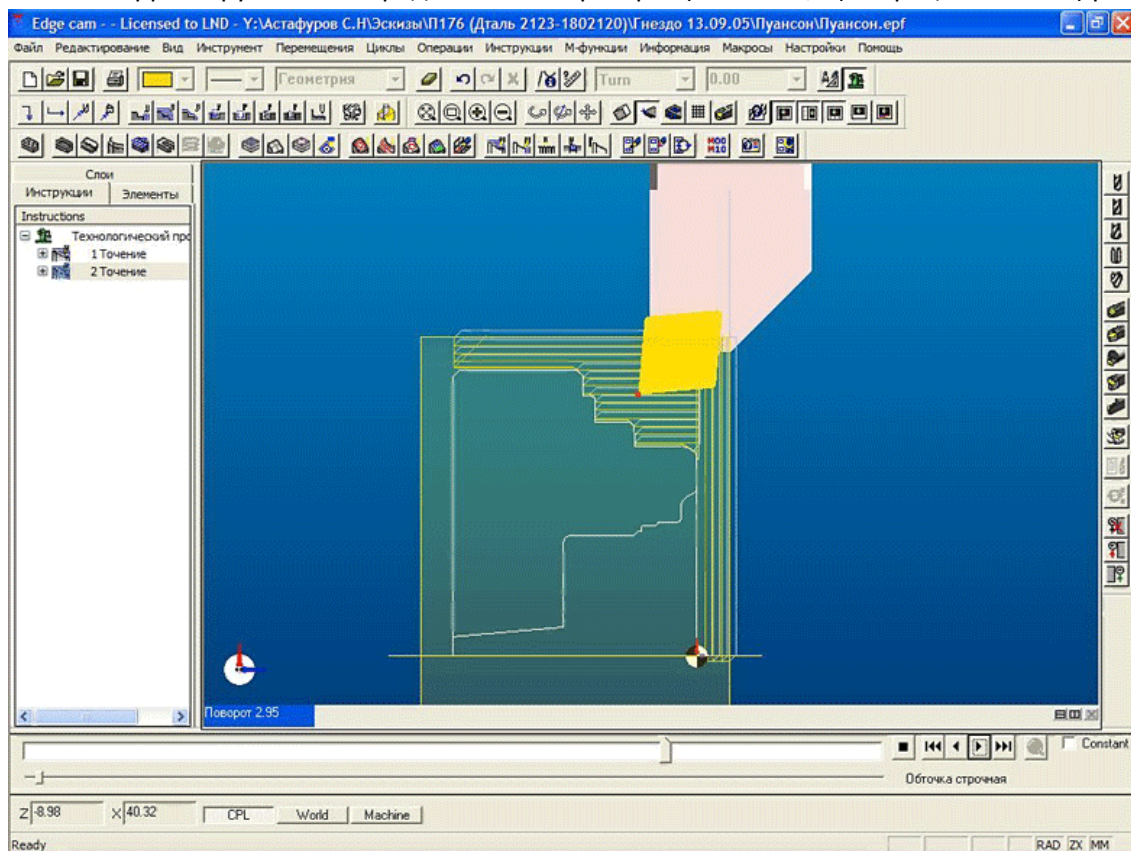 Edge cam - - Licensed to LND - Y:\Астафуров С.Н\Эскизы\П176 (Дталь 2123-1802120)\Гнездо 13.09.05\Пуансон\Пуансон.epf
Файл Редактирование Вид Инструмент Перемещения Циклы Операции Инструкции М-функции Информация Макросы Настройки Помощь
Геометрия Turn 0.00
Слои
Инструкции Элементы
Instructions
Технологический про
1 Точение
2 Точение
Поворот 2.95
Constant
Обточка строчная
Z -8.98 X 40.32 CPL World Machine
Ready RAD ZX MM